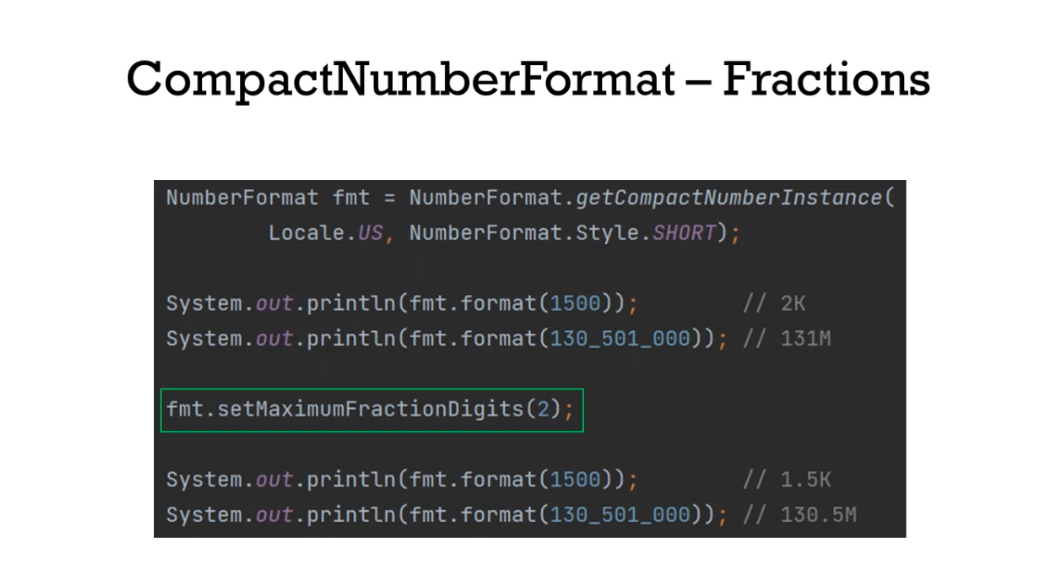 CompactNumberFormat – Fractions
NumberFormat fmt = NumberFormat.getCompactNumberInstance(
Locale.US, NumberFormat.Style.SHORT);
System.out.println(fmt.format(1500)); // 2K
System.out.println(fmt.format(130_501_000)); // 131M
fmt.setMaximumFractionDigits(2);
System.out.println(fmt.format(1500)); // 1.5K
System.out.println(fmt.format(130_501_000)); // 130.5M